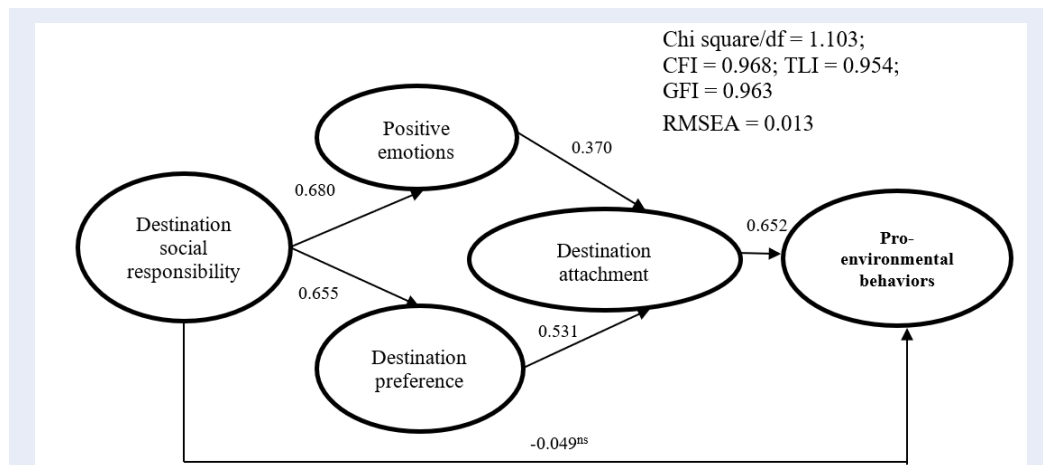 Chi square/df = 1.103;
CFI = 0.968; TLI = 0.954;
GFI = 0.963
RMSEA = 0.013
Positive
emotions
0.370
0.680
Destination
social
responsibility
Destination
attachment
0.652
Pro-
environmental
behaviors
0.655
0.531
Destination
preference
-0.049ns